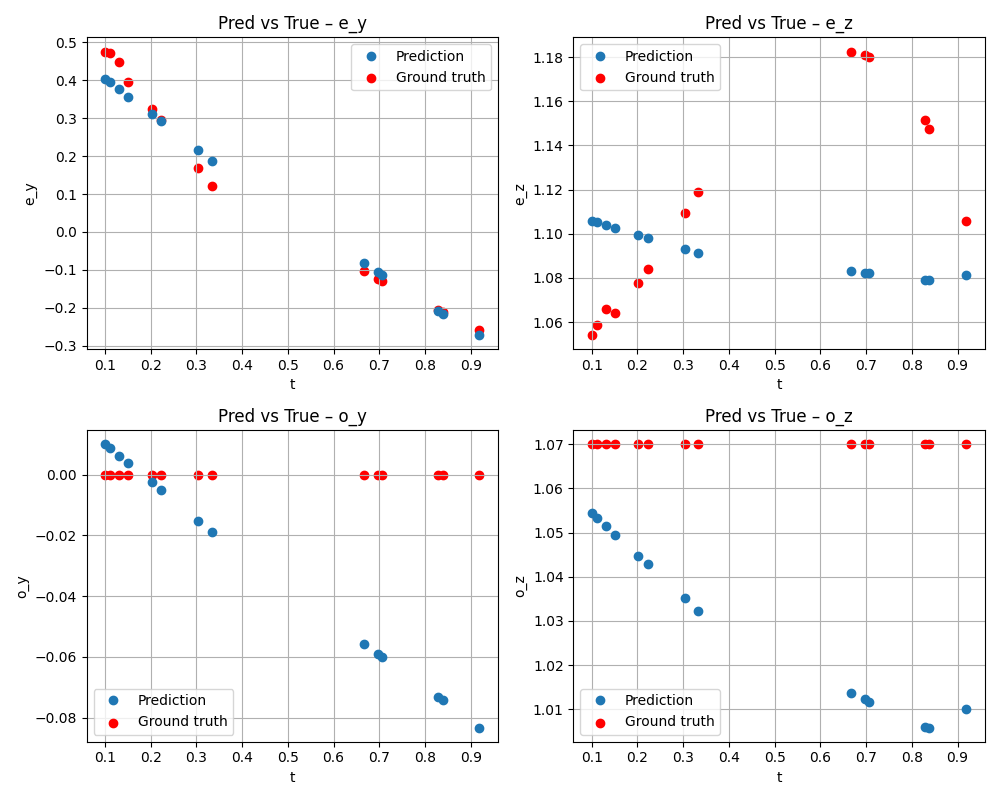 Pred vs True – e_y
0.5
0.4
0.3
0.2
0.1
0.0
−0.1
−0.2
−0.3
e_y
Prediction
Ground truth
0.1 0.2 0.3 0.4 0.5 0.6 0.7 0.8 0.9
t
Pred vs True – e_z
1.18
1.16
1.14
1.12
1.10
1.08
1.06
e_z
Prediction
Ground truth
0.1 0.2 0.3 0.4 0.5 0.6 0.7 0.8 0.9
t
Pred vs True – o_y
0.00
−0.02
−0.04
−0.06
−0.08
o_y
Prediction
Ground truth
0.1 0.2 0.3 0.4 0.5 0.6 0.7 0.8 0.9
t
Pred vs True – o_z
1.07
1.06
1.05
1.04
1.03
1.02
1.01
o_z
Prediction
Ground truth
0.1 0.2 0.3 0.4 0.5 0.6 0.7 0.8 0.9
t